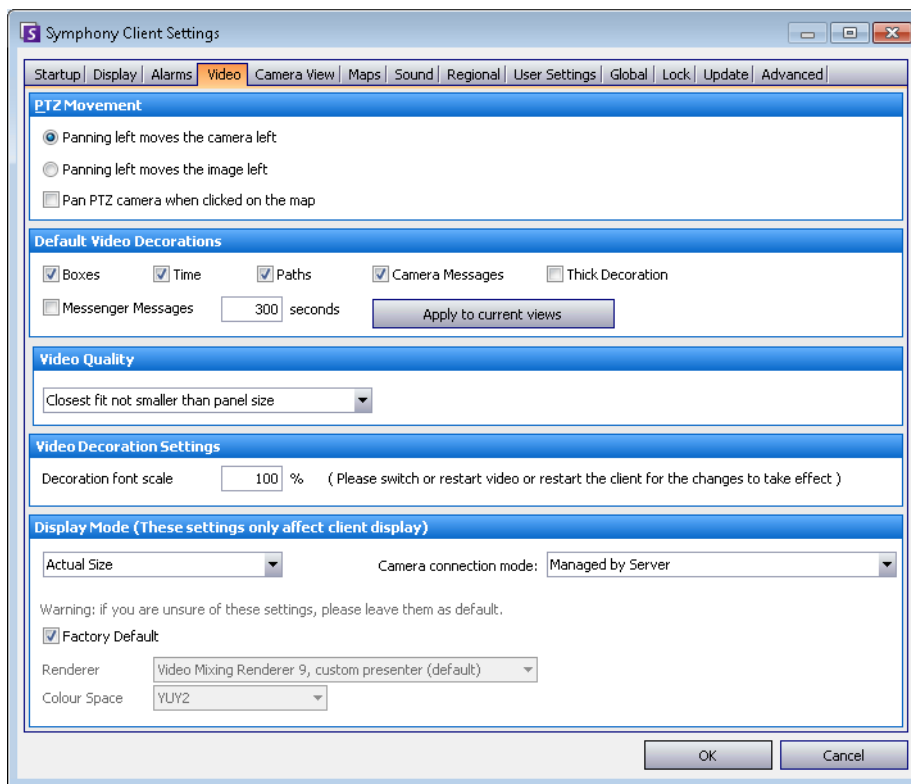 Symphony Client Settings
Startup Display Alarms Video Camera View Maps Sound Regional User Settings Global Lock Update Advanced
PTZ Movement
Panning left moves the camera left
Panning left moves the image left
Pan PTZ camera when clicked on the map
Default Video Decorations
Boxes Time Paths Camera Messages Thick Decoration
Messenger Messages 300 seconds Apply to current views
Video Quality
Closest fit not smaller than panel size
Video Decoration Settings
Decoration font scale 100 % ( Please switch or restart video or restart the client for the changes to take effect )
Display Mode (These settings only affect client display)
Actual Size Camera connection mode: Managed by Server
Warning: if you are unsure of these settings, please leave them as default.
Factory Default
Renderer Video Mixing Renderer 9, custom presenter (default)
Colour Space YUY2
OK Cancel